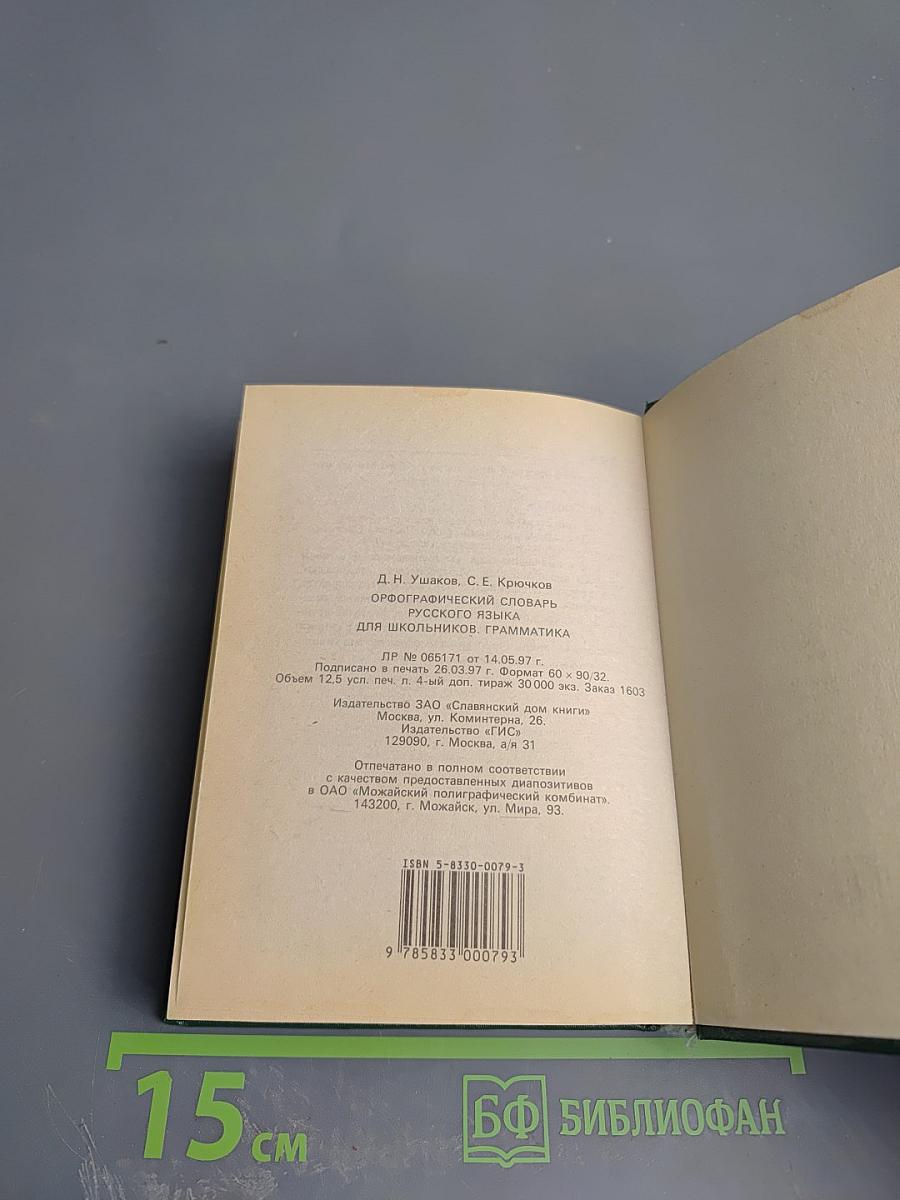 Д. Н. Ушаков, С. Е. Крючков
ОРФОГРАФИЧЕСКИЙ СЛОВАРЬ
РУССКОГО ЯЗЫКА
ДЛЯ ШКОЛЬНИКОВ. ГРАММАТИКА
ЛР № 065171 от 14.05.97 г.
Подписано в печать 26.03.97 г. Формат 60 × 90/32.
Объем 12,5 усл. печ. л. 4-ый доп. тираж 30 000 экз. Заказ 1603
Издательство ЗАО «Славянский дом книги»
Москва, ул. Коминтерна, 26.
Издательство «ГИС»
129090, г. Москва, а/я 31
Отпечатано в полном соответствии
с качеством предоставленных диапозитивов
в ОАО «Можайский полиграфический комбинат».
143200, г. Можайск, ул. Мира, 93.
ISBN 5-8330-0079-3
9 785833 000793
15 см
БФ БИБЛИОФАН